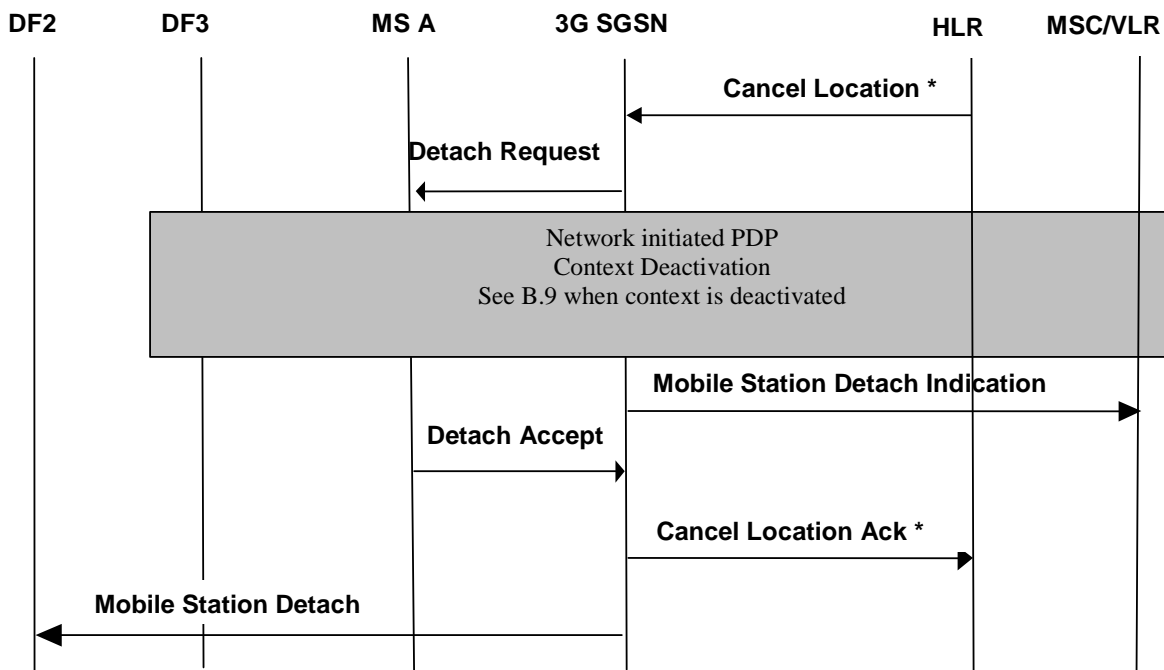 DF2 DF3 MS A 3G SGSN HLR MSC/VLR
Cancel Location *
Detach Request
Network initiated PDP
Context Deactivation
See B.9 when context is deactivated
Mobile Station Detach Indication
Detach Accept
Cancel Location Ack *
Mobile Station Detach